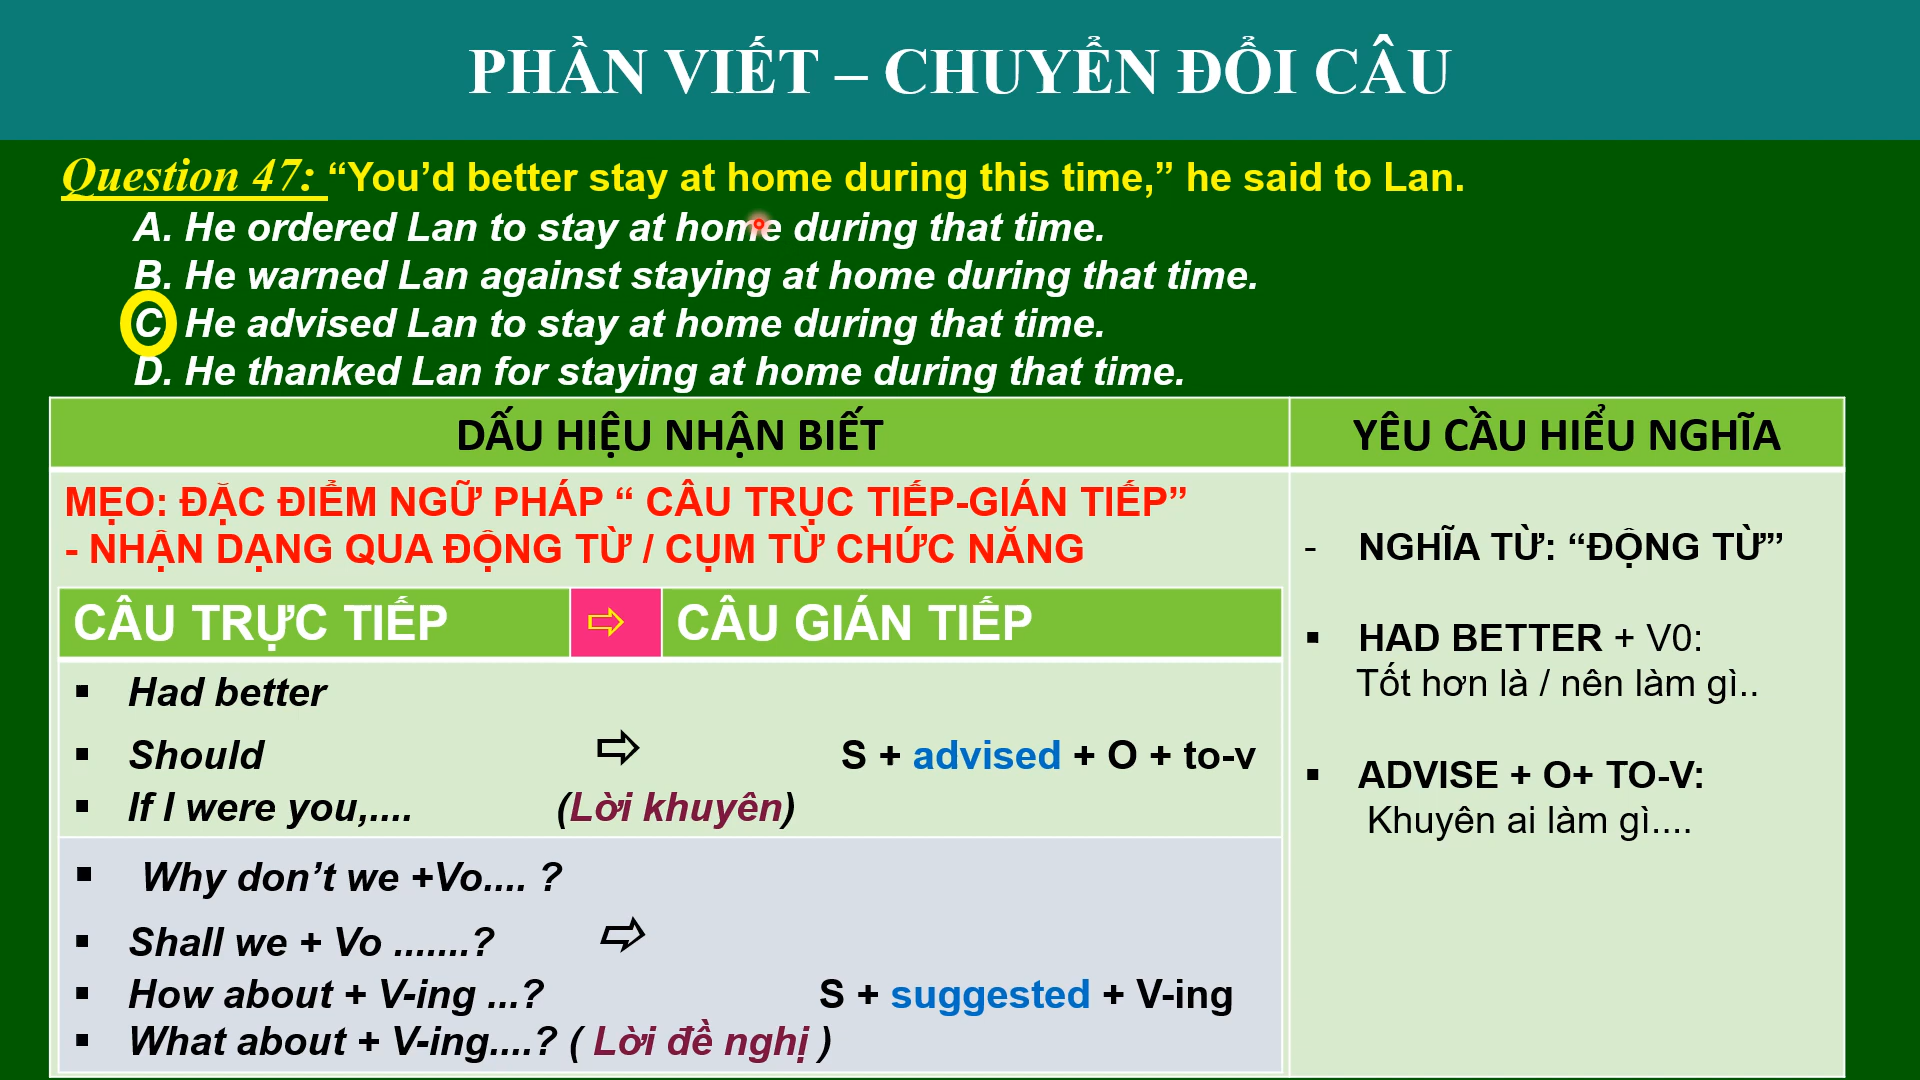 PHẦN VIẾT – CHUYỂN ĐỔI CÂU
Question 47: “You’d better stay at home during this time,” he said to Lan.
A. He ordered Lan to stay at home during that time.
B. He warned Lan against staying at home during that time.
C He advised Lan to stay at home during that time.
D. He thanked Lan for staying at home during that time.
DẤU HIỆU NHẬN BIẾT
YÊU CẦU HIỂU NGHĨA
MẸO: ĐẶC ĐIỂM NGỮ PHÁP “ CÂU TRỰC TIẾP-GIÁN TIẾP”
- NHẬN DẠNG QUA ĐỘNG TỪ / CỤM TỪ CHỨC NĂNG
CÂU TRỰC TIẾP ⇨ CÂU GIÁN TIẾP
▪ Had better
▪ Should ⇨ S + advised + O + to-v
▪ If I were you,.... (Lời khuyên)
▪ Why don’t we +Vo.... ?
▪ Shall we + Vo .......? ⇨
▪ How about + V-ing ...? S + suggested + V-ing
▪ What about + V-ing....? ( Lời đề nghị )
- NGHĨA TỪ: “ĐỘNG TỪ”
▪ HAD BETTER + V0:
Tốt hơn là / nên làm gì..
▪ ADVISE + O+ TO-V:
Khuyên ai làm gì....